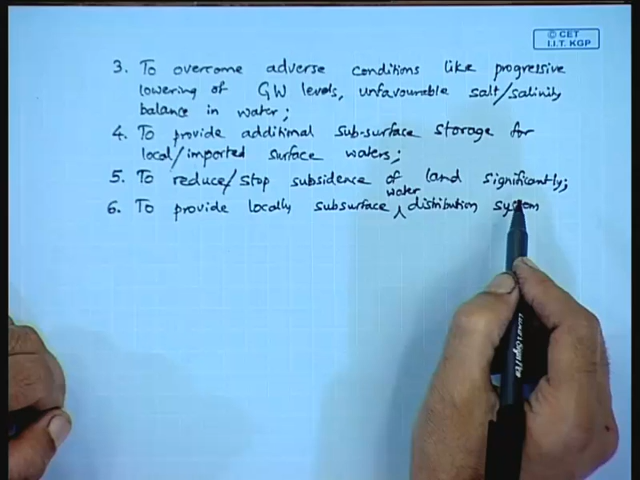 © CET
I.I.T. KGP
3. To overcome adverse conditions like progressive
lowering of GW levels, unfavourable salt/salinity
balance in water;
4. To provide additional sub-surface storage for
local/imported surface waters;
5. To reduce/stop subsidence of land significantly;
water
6. To provide locally subsurface ^ distribution system